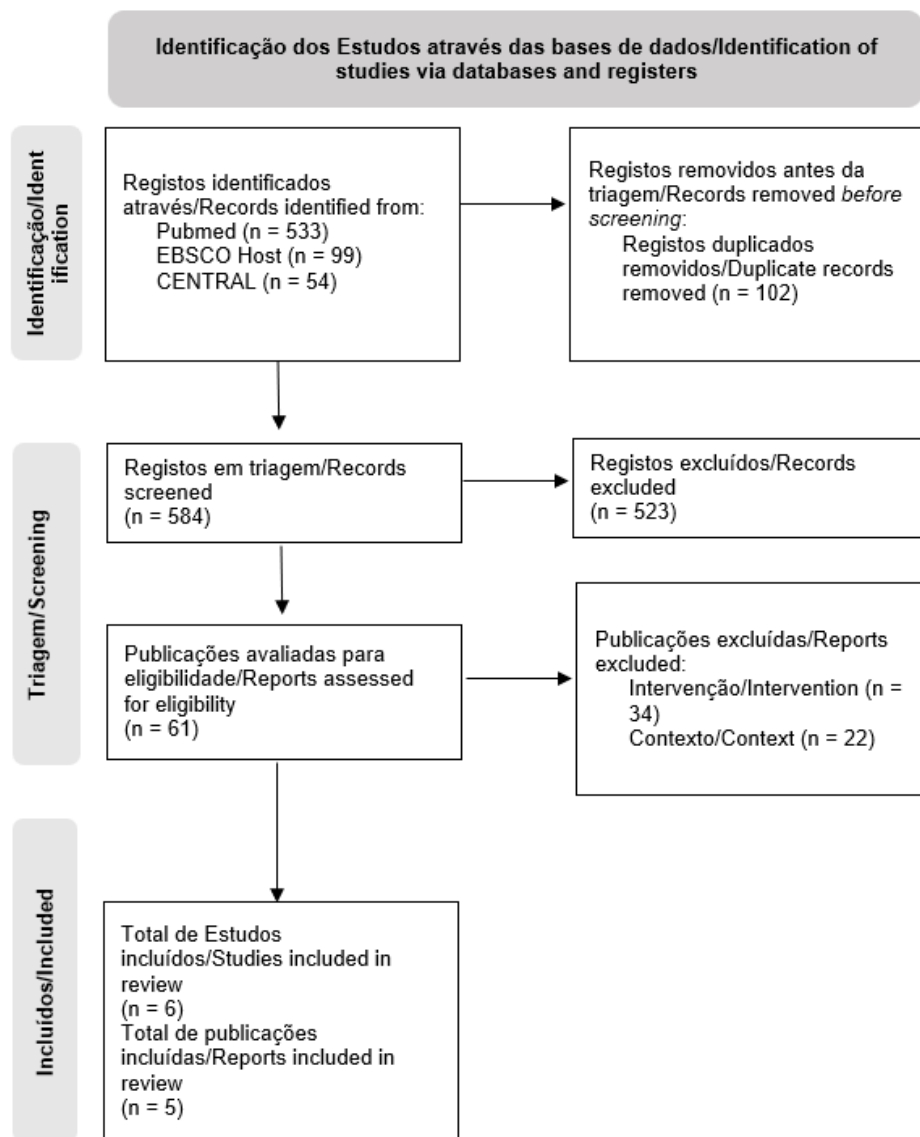 Identificação dos Estudos através das bases de dados/Identification of
studies via databases and registers
Identificação/Ident
ificação
Registos identificados
através/Records identified from:
Pubmed (n = 533)
EBSCO Host (n = 99)
CENTRAL (n = 54)
Registos removidos antes da
triagem/Records removed before
screening:
Registos duplicados
removidos/Duplicate records
removed (n = 102)
Triagem/Screening
Registos em triagem/Records
screened
(n = 584)
Registos excluídos/Records
excluded
(n = 523)
Publicações avaliadas para
eligibilidade/Reports assessed
for eligibility
(n = 61)
Publicações excluídas/Reports
excluded:
Intervenção/Intervention (n =
34)
Contexto/Context (n = 22)
Incluídos/Included
Total de Estudos
incluídos/Studies included in
review
(n = 6)
Total de publicações
incluídas/Reports included in
review
(n = 5)